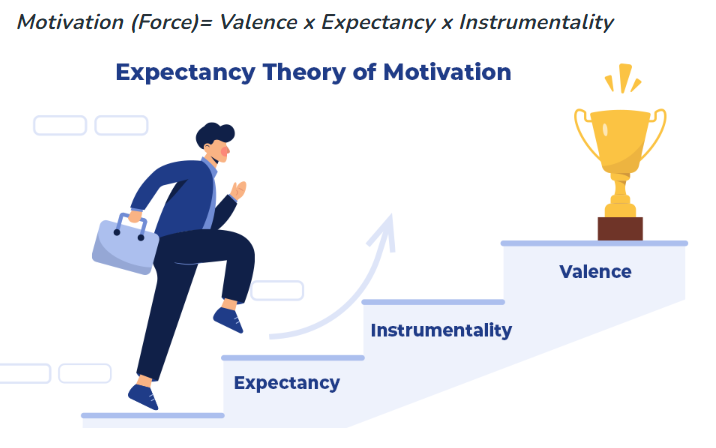 Motivation (Force)= Valence x Expectancy x Instrumentality
Expectancy Theory of Motivation
Valence
Instrumentality
Expectancy